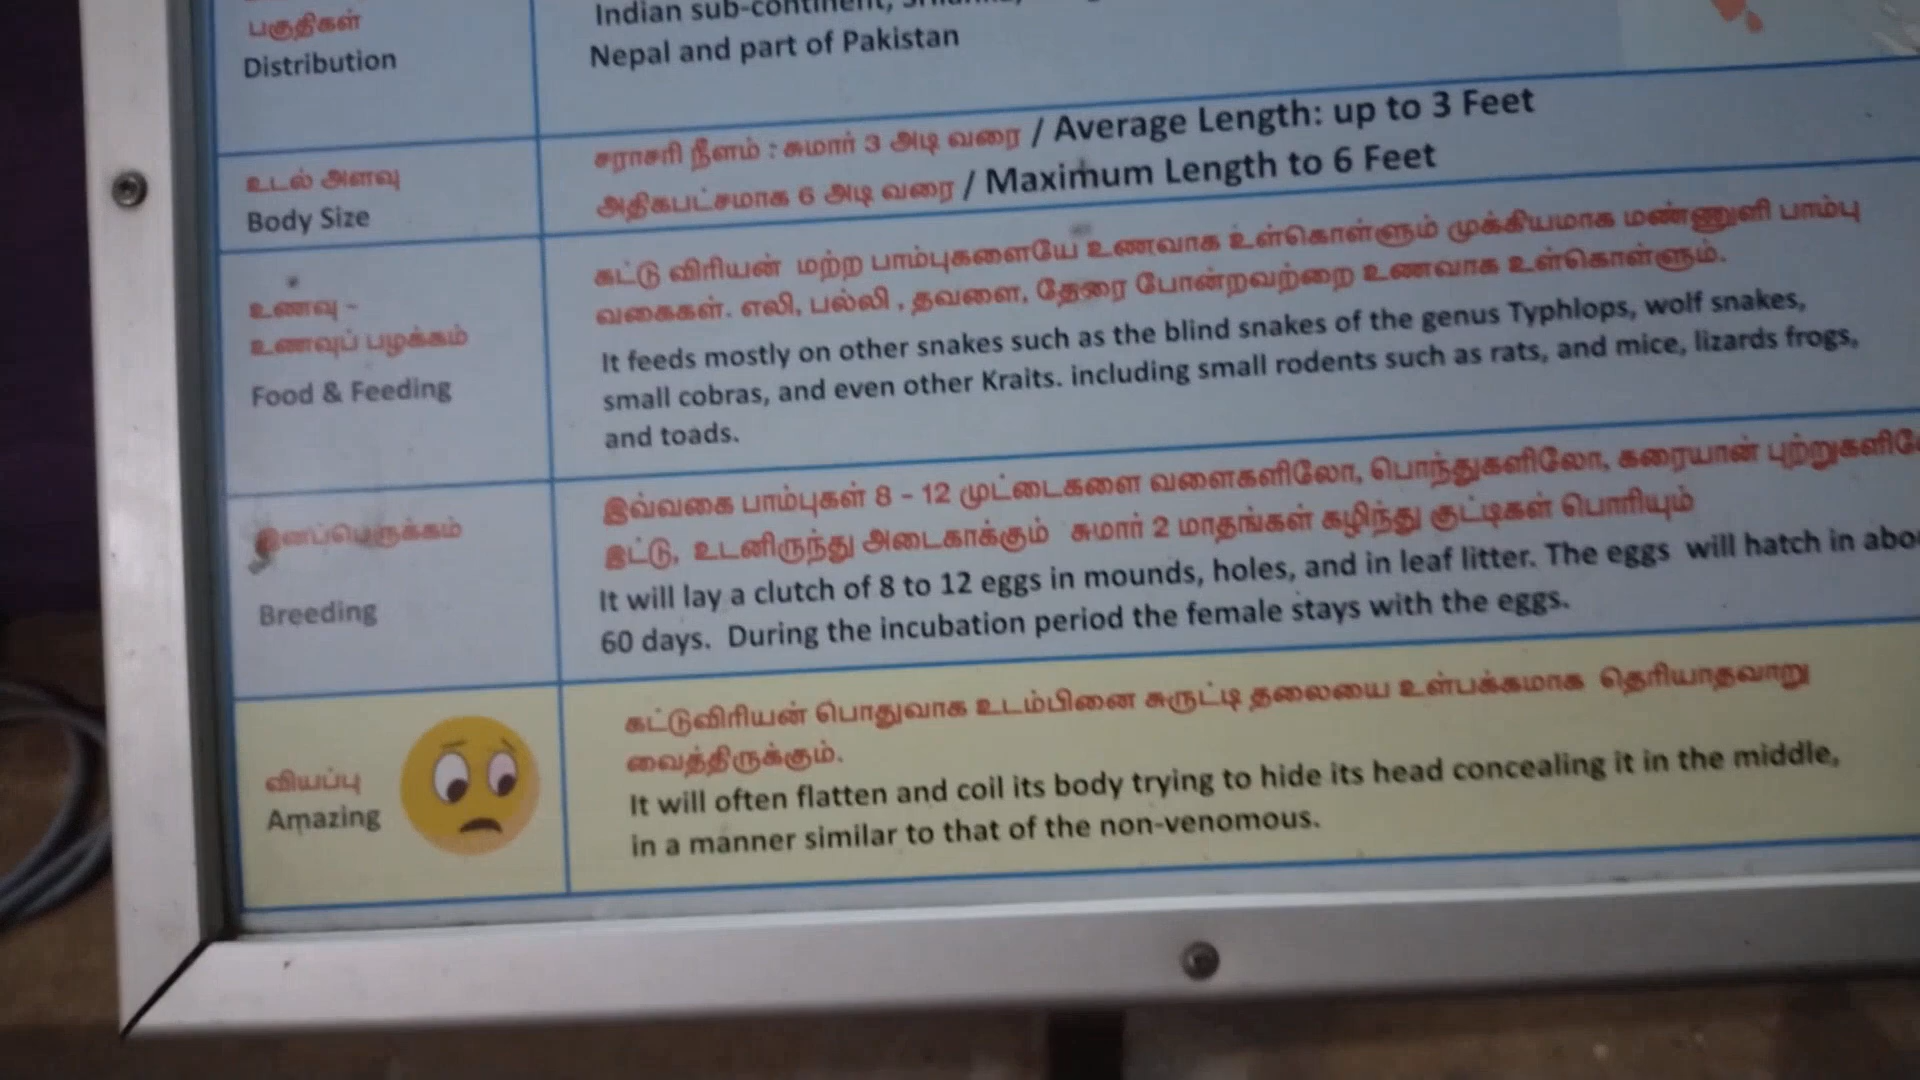 பகுதிகள்
Distribution
Indian sub-continent,
Nepal and part of Pakistan
உடல் அளவு
Body Size
சராசரி நீளம் : சுமார் 3 அடி வரை / Average Length: up to 3 Feet
அதிகபட்சமாக 6 அடி வரை / Maximum Length to 6 Feet
உணவு -
உணவுப் பழக்கம்
Food & Feeding
கட்டு விரியன் மற்ற பாம்புகளையே உணவாக உள்கொள்ளும் முக்கியமாக மண்ணுளி பாம்பு
வகைகள். எலி, பல்லி , தவளை, தேரை போன்றவற்றை உணவாக உள்கொள்ளும்.
It feeds mostly on other snakes such as the blind snakes of the genus Typhlops, wolf snakes,
small cobras, and even other Kraits. including small rodents such as rats, and mice, lizards frogs,
and toads.
இனப்பெருக்கம்
Breeding
இவ்வகை பாம்புகள் 8 - 12 முட்டைகளை வளைகளிலோ, பொந்துகளிலோ, கரையான்
இட்டு, உடனிருந்து அடைகாக்கும் சுமார் 2 மாதங்கள் கழிந்து குட்டிகள் பொரியும்
It will lay a clutch of 8 to 12 eggs in mounds, holes, and in leaf litter. The eggs will hatch in
60 days. During the incubation period the female stays with the eggs.
வியப்பு
Amazing
கட்டுவிரியன் பொதுவாக உடம்பினை சுருட்டி தலையை உள்பக்கமாக தெரியாதவாறு
வைத்திருக்கும்.
It will often flatten and coil its body trying to hide its head concealing it in the middle,
in a manner similar to that of the non-venomous.